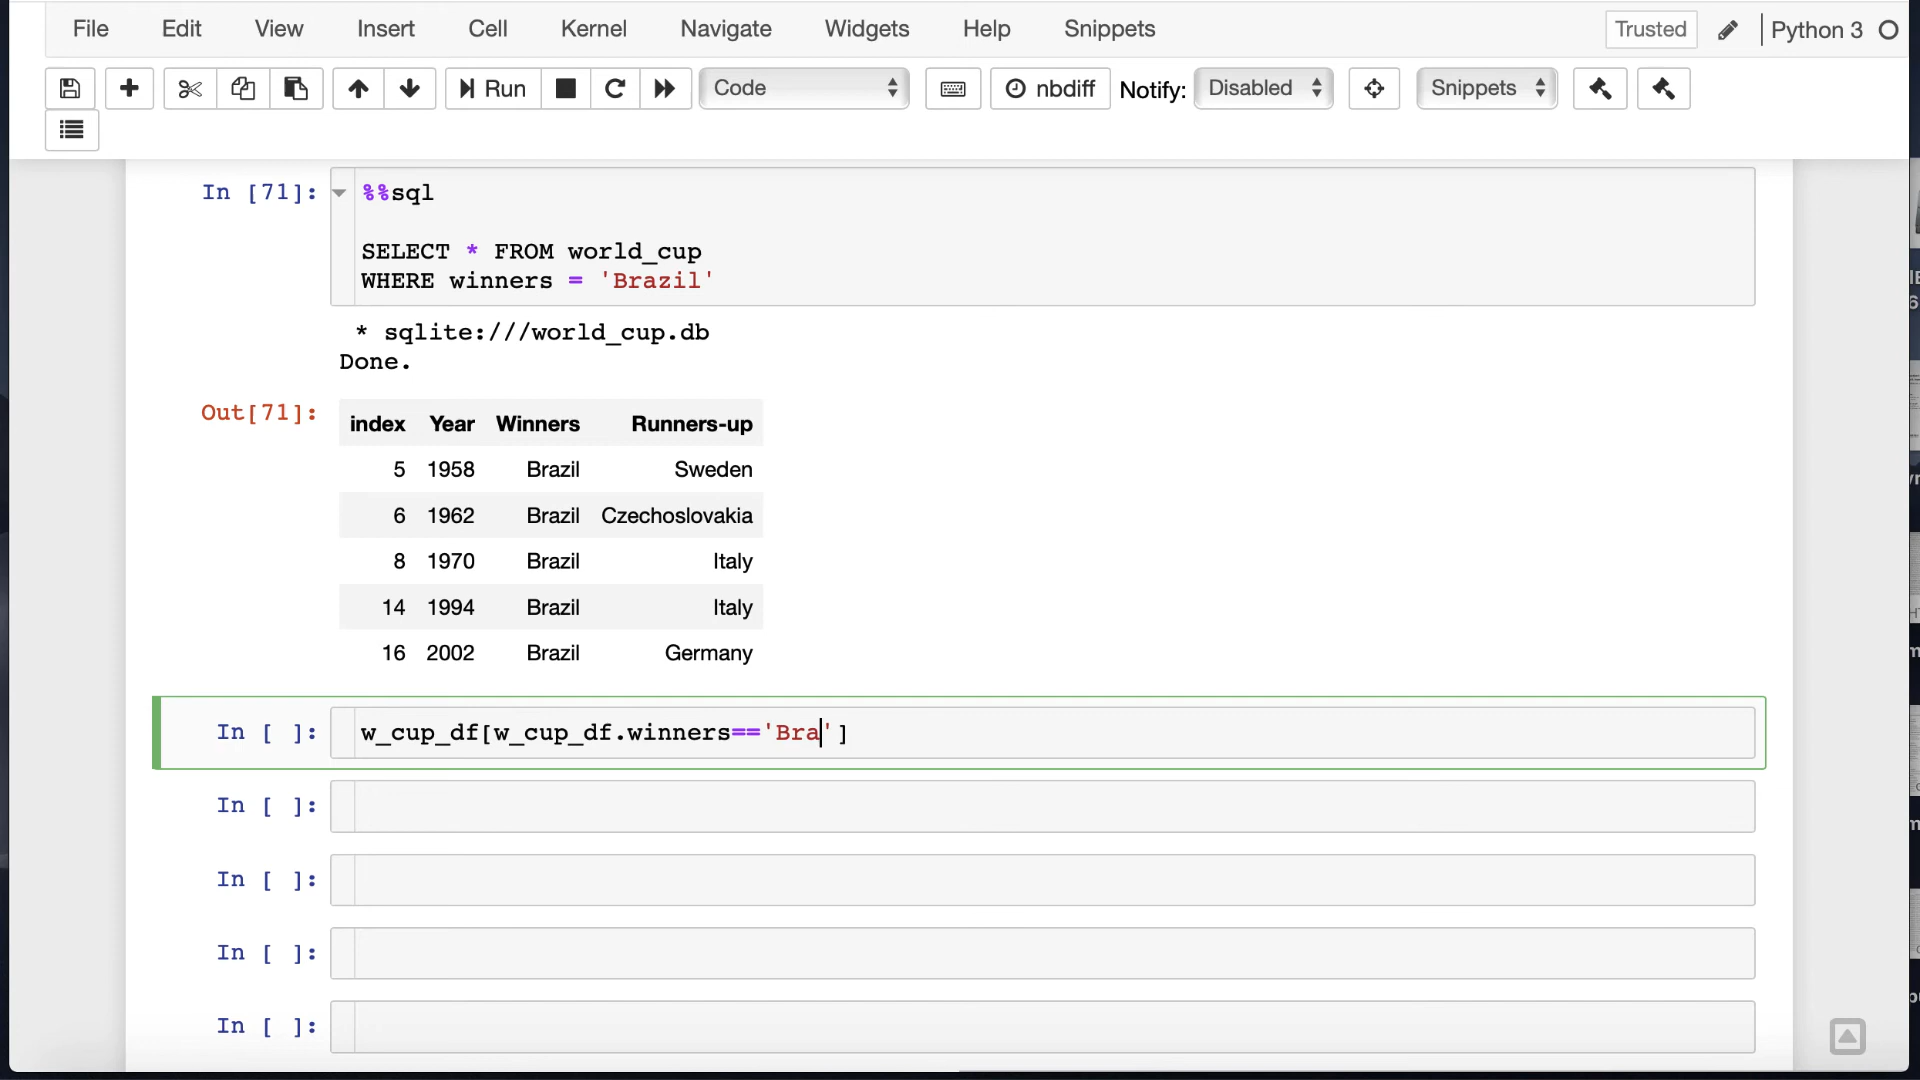 File Edit View Insert Cell Kernel Navigate Widgets Help Snippets Trusted Python 3
Run Code nbdiff Notify: Disabled Snippets
In [71]: %%sql
SELECT * FROM world_cup
WHERE winners = 'Brazil'
* sqlite:///world_cup.db
Done.
Out[71]:
index Year Winners Runners-up
5 1958 Brazil Sweden
6 1962 Brazil Czechoslovakia
8 1970 Brazil Italy
14 1994 Brazil Italy
16 2002 Brazil Germany
In [ ]: w_cup_df[w_cup_df.winners=='Bra']
In [ ]:
In [ ]:
In [ ]:
In [ ]: